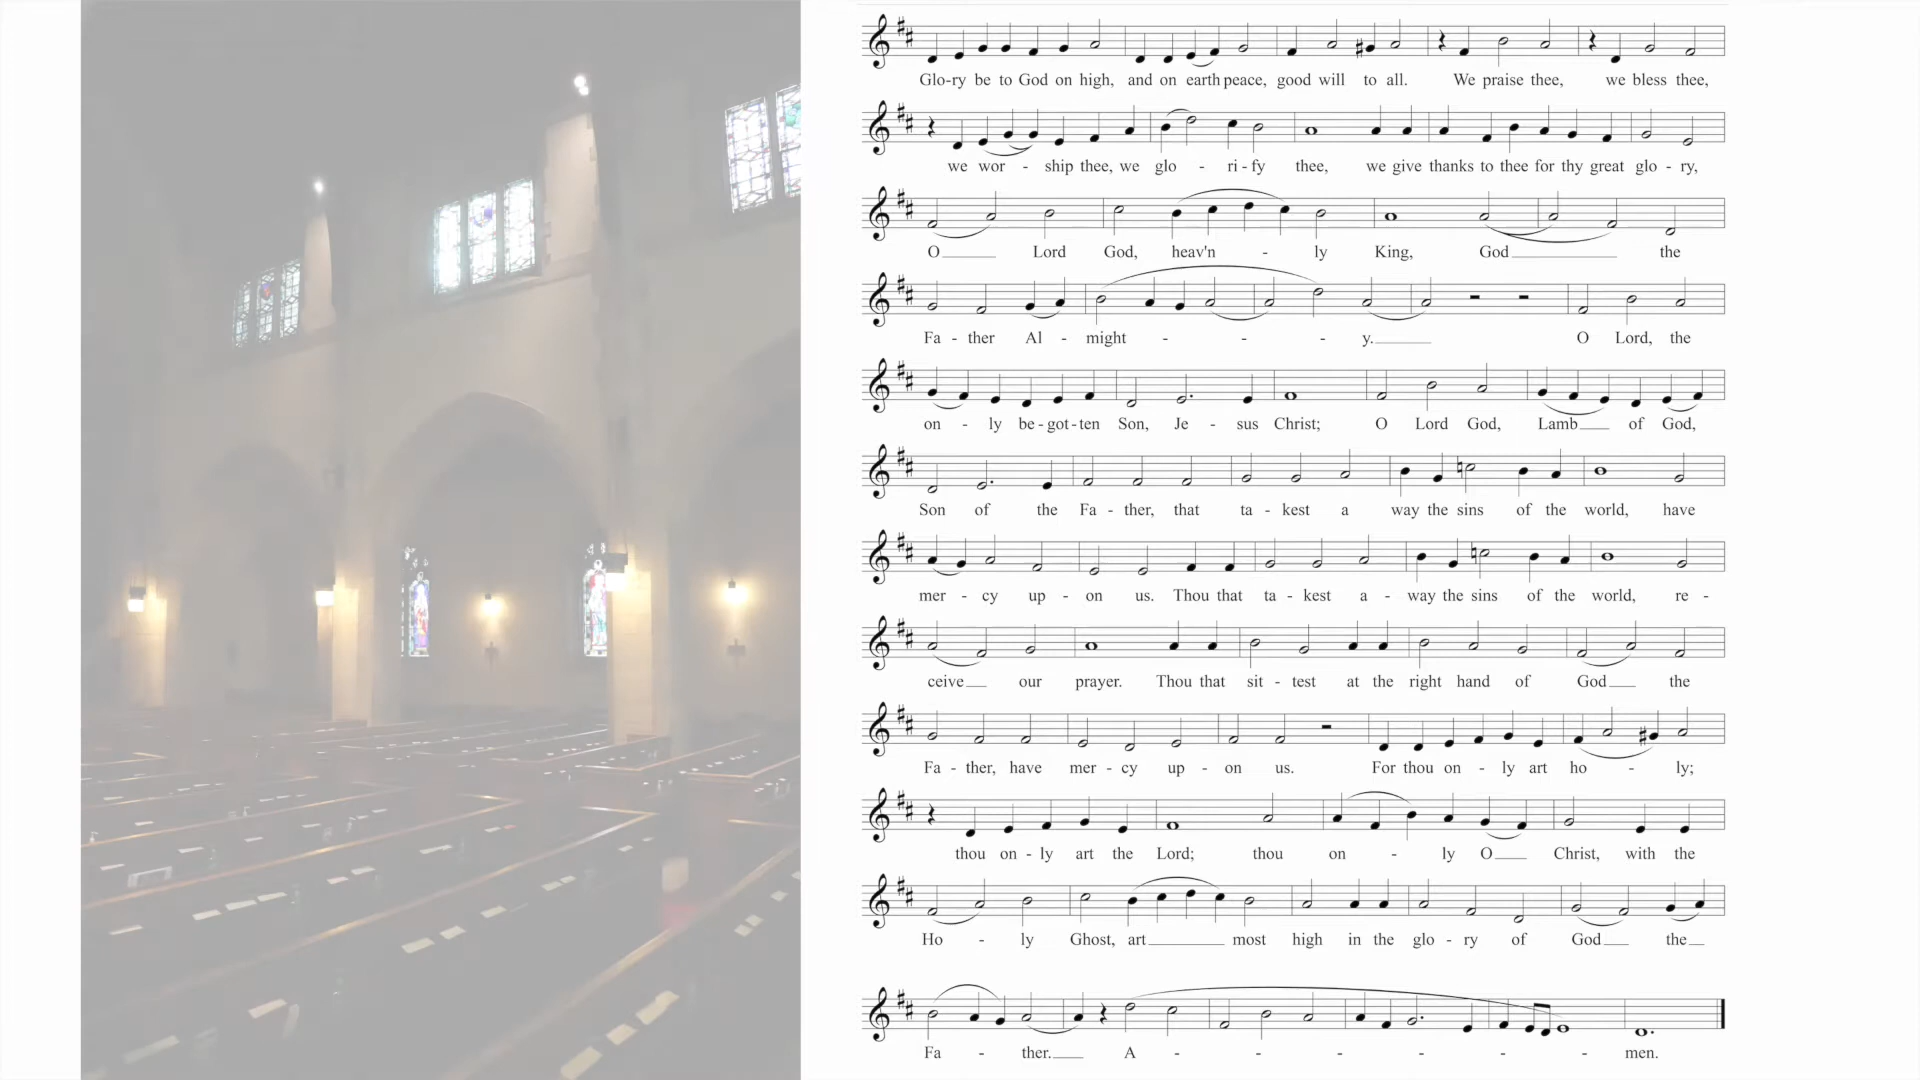 Glo-ry be to God on high, and on earth peace, good will to all. We praise thee, we bless thee,
we wor - ship thee, we glo - ri - fy thee, we give thanks to thee for thy great glo - ry,
O Lord God, heav'n - ly King, God the
Fa - ther Al - might - - - y. O Lord, the
on - ly be - got - ten Son, Je - sus Christ; O Lord God, Lamb of God,
Son of the Fa - ther, that ta - kest a way the sins of the world, have
mer - cy up - on us. Thou that ta - kest a - way the sins of the world, re -
ceive our prayer. Thou that sit - test at the right hand of God the
Fa - ther, have mer - cy up - on us. For thou on - ly art ho - ly;
thou on - ly art the Lord; thou on - ly O Christ, with the
Ho - ly Ghost, art most high in the glo - ry of God the
Fa - ther. A - - - - - - men.